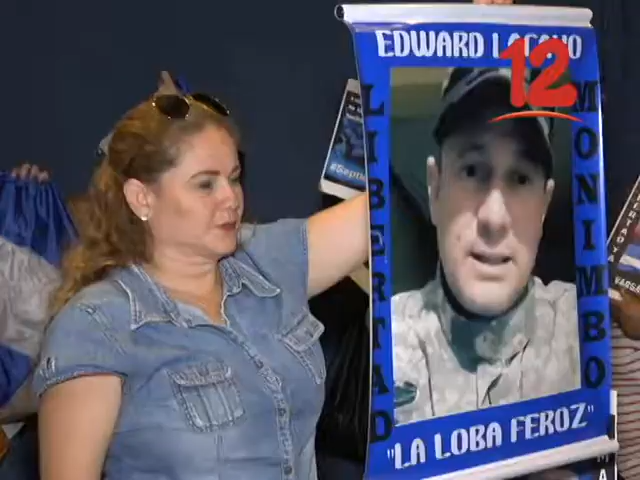 EDWARD LACAYO
12
LIBERTAD
MONIMBO
"LA LOBA FEROZ"